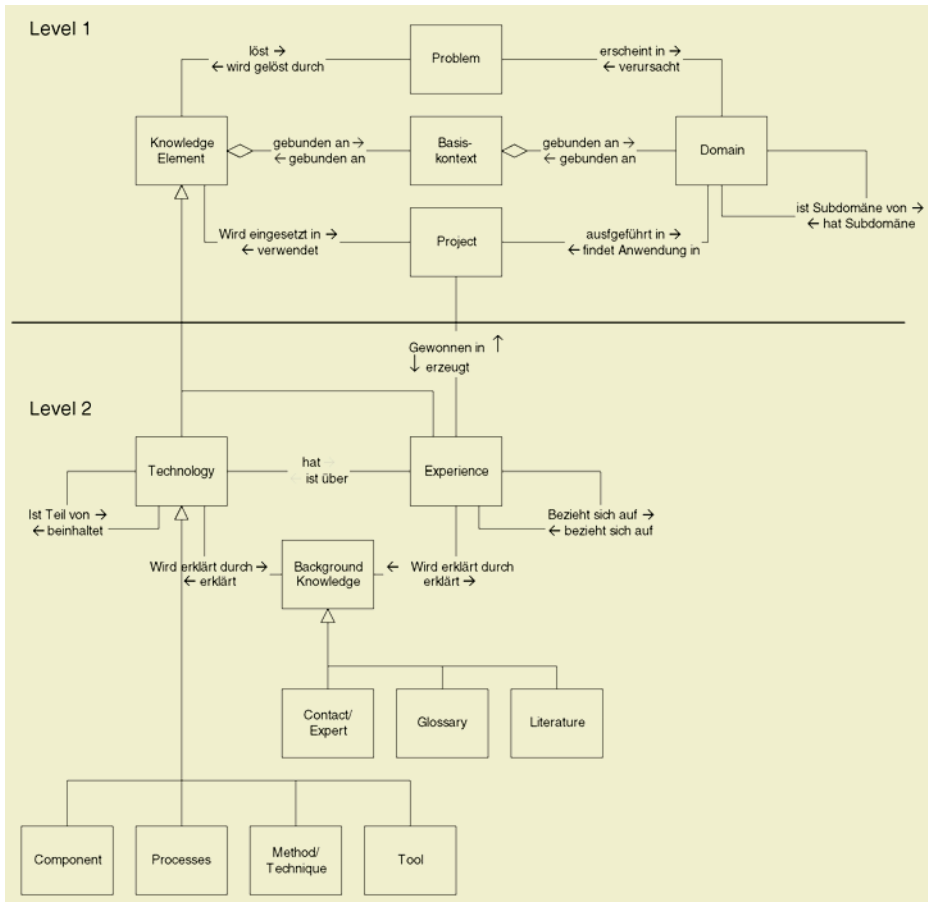 Level 1
löst →
← wird gelöst durch
Problem
erscheint in →
← verursacht
Knowledge
Element
gebunden an →
← gebunden an
Basis-
kontext
gebunden an →
← gebunden an
Domain
ist Subdomäne von →
← hat Subdomäne
Wird eingesetzt in →
← verwendet
Project
ausfgeführt in →
← findet Anwendung in
Gewonnen in ↑
↓ erzeugt
Level 2
Technology
hat →
← ist über
Experience
Ist Teil von →
← beinhaltet
Bezieht sich auf →
← bezieht sich auf
Wird erklärt durch →
← erklärt
Background
Knowledge
← Wird erklärt durch
erklärt →
Contact/
Expert
Glossary
Literature
Component
Processes
Method/
Technique
Tool